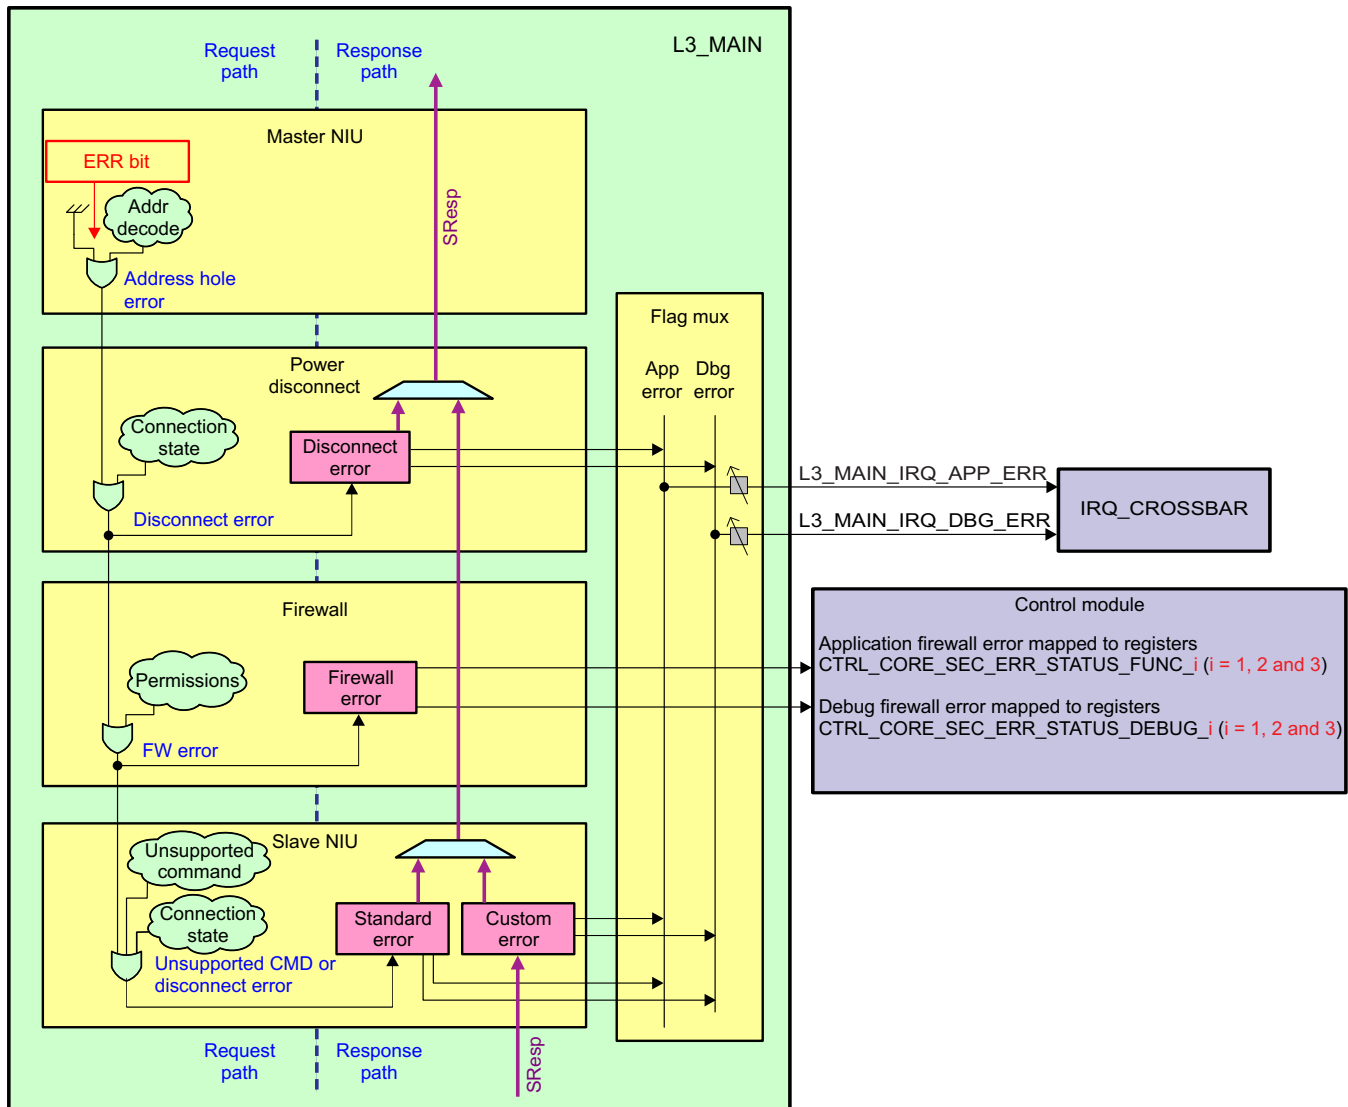 L3_MAIN
Request
path
Response
path
Master NIU
ERR bit
Addr
decode
SResp
Address hole
error
Flag mux
Power
disconnect
App
error
Dbg
error
Connection
state
Disconnect
error
Disconnect error
L3_MAIN_IRQ_APP_ERR
L3_MAIN_IRQ_DBG_ERR
IRQ_CROSSBAR
Firewall
Permissions
Firewall
error
FW error
Control module
Application firewall error mapped to registers
CTRL_CORE_SEC_ERR_STATUS_FUNC_i (i = 1, 2 and 3)
Debug firewall error mapped to registers
CTRL_CORE_SEC_ERR_STATUS_DEBUG_i (i = 1, 2 and 3)
Slave NIU
Unsupported
command
Connection
state
Standard
error
Custom
error
Unsupported CMD or
disconnect error
Request
path
Response
path
SResp